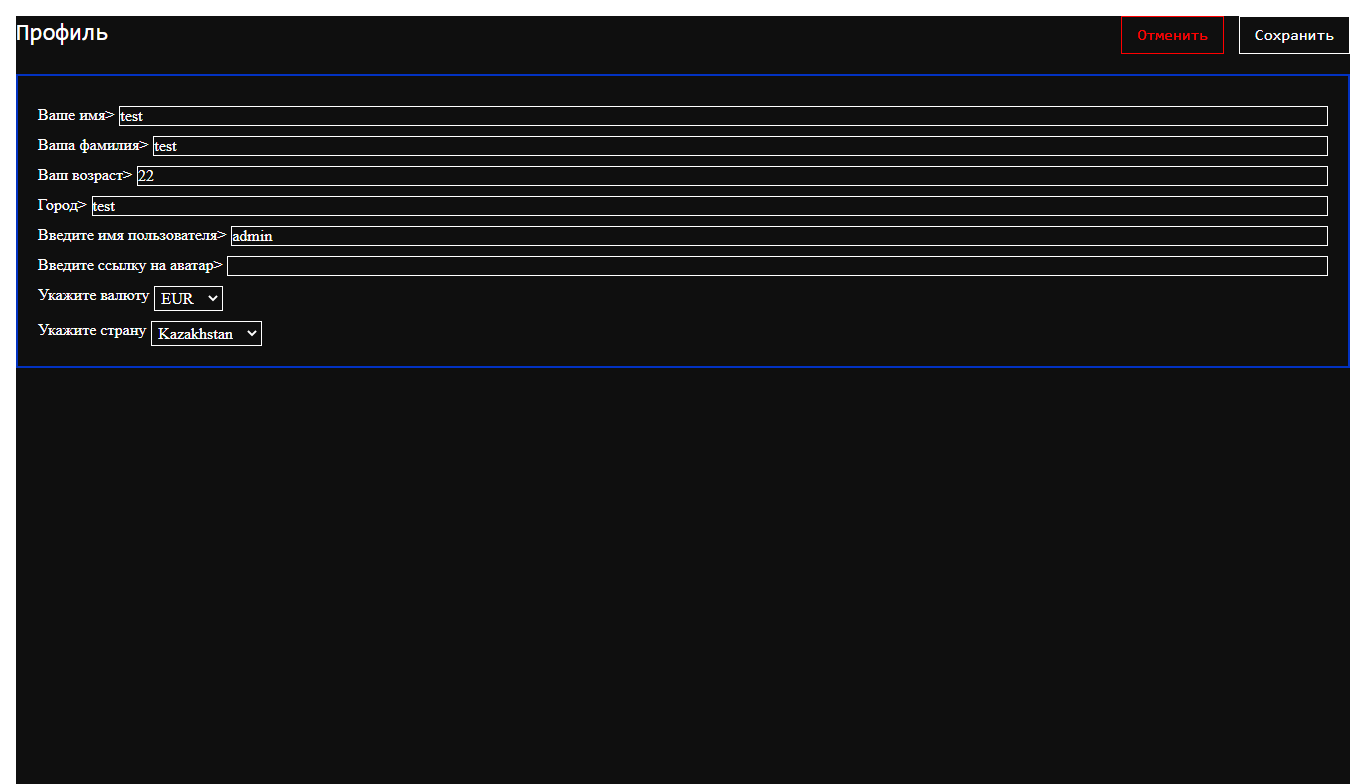 Профиль
Отменить
Сохранить
Ваше имя> test
Ваша фамилия> test
Ваш возраст> 22
Город> test
Введите имя пользователя> admin
Введите ссылку на аватар>
Укажите валюту EUR
Укажите страну Kazakhstan